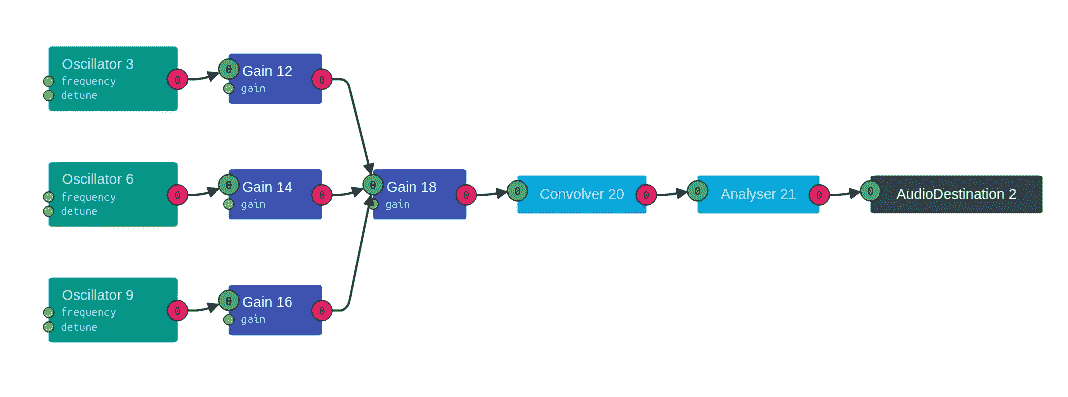 Oscillator 3
frequency
detune
0
0
Gain 12
gain
0
Oscillator 6
frequency
detune
0
0
Gain 14
gain
0
0
Gain 18
gain
0
0
Convolver 20
0
0
Analyser 21
0
0
AudioDestination 2
Oscillator 9
frequency
detune
0
0
Gain 16
gain
0